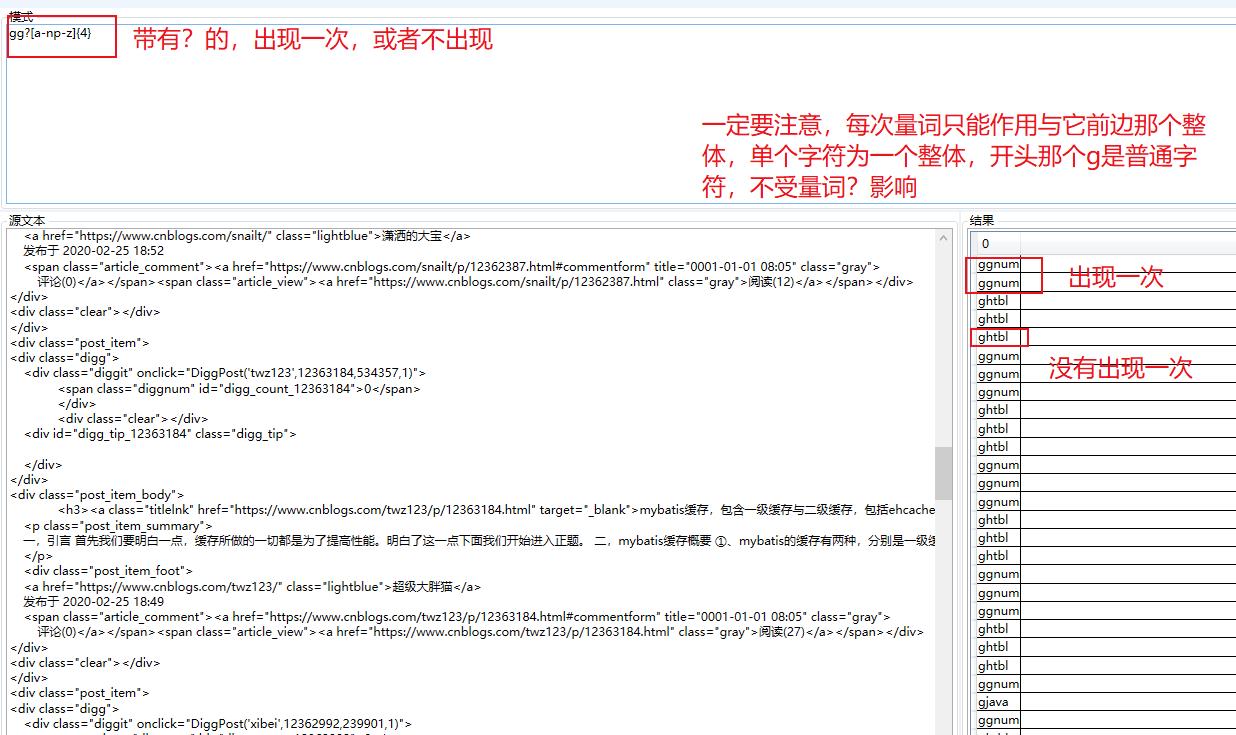 模式
gg?[a-np-z]{4}
带有？的，出现一次，或者不出现
一定要注意，每次量词只能作用与它前边那个整
体，单个字符为一个整体，开头那个g是普通字
符，不受量词？影响
源文本
<a href="https://www.cnblogs.com/snailt/" class="lightblue">潇洒的大宝</a>
发布于 2020-02-25 18:52
<span class="article_comment"><a href="https://www.cnblogs.com/snailt/p/12362387.html#commentform" title="0001-01-01 08:05" class="gray">
评论(0)</a></span><span class="article_view"><a href="https://www.cnblogs.com/snailt/p/12362387.html" class="gray">阅读(12)</a></span></div>
</div>
<div class="clear"></div>
</div>
<div class="post_item">
<div class="digg">
<div class="diggit" onclick="DiggPost('twz123',12363184,534357,1)">
<span class="diggnum" id="digg_count_12363184">0</span>
</div>
<div class="clear"></div>
<div id="digg_tip_12363184" class="digg_tip">
</div>
</div>
<div class="post_item_body">
<h3><a class="titlelnk" href="https://www.cnblogs.com/twz123/p/12363184.html" target="_blank">mybatis缓存，包含一级缓存与二级缓存，包括ehcache
<p class="post_item_summary">
一，引言 首先我们要明白一点，缓存所做的一切都是为了提高性能。明白了这一点下面我们开始进入正题。 二，mybatis缓存概要 ①、mybatis的缓存有两种，分别是一级
</p>
<div class="post_item_foot">
<a href="https://www.cnblogs.com/twz123/" class="lightblue">超级大胖猫</a>
发布于 2020-02-25 18:49
<span class="article_comment"><a href="https://www.cnblogs.com/twz123/p/12363184.html#commentform" title="0001-01-01 08:05" class="gray">
评论(0)</a></span><span class="article_view"><a href="https://www.cnblogs.com/twz123/p/12363184.html" class="gray">阅读(27)</a></span></div>
</div>
<div class="clear"></div>
</div>
<div class="post_item">
<div class="digg">
<div class="diggit" onclick="DiggPost('xibei',12362992,239901,1)">
结果
0
ggnum
ggnum
出现一次
ghtbl
ghtbl
ghtbl
ggnum
没有出现一次
ggnum
ggnum
ghtbl
ghtbl
ghtbl
ggnum
ggnum
ggnum
ghtbl
ghtbl
ghtbl
ggnum
ggnum
ggnum
ghtbl
ghtbl
ghtbl
ggnum
gjava
ggnum